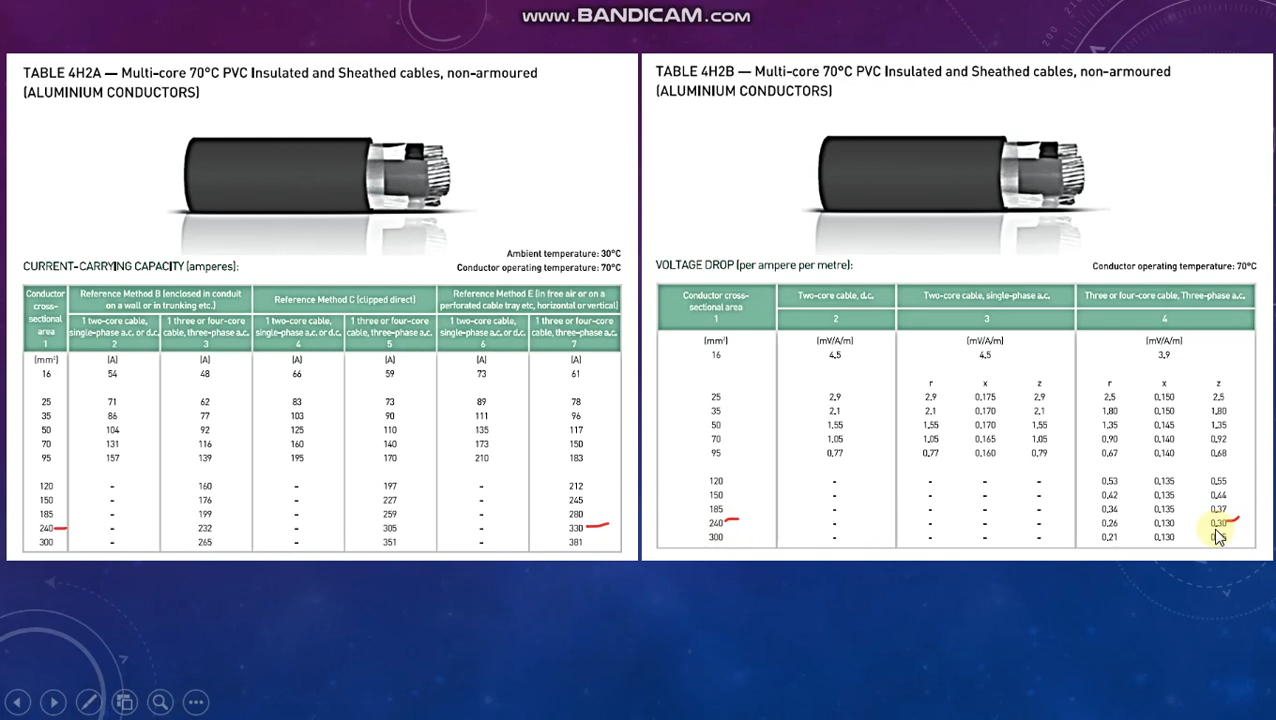 www.BANDICAM.com
TABLE 4H2A — Multi-core 70°C PVC Insulated and Sheathed cables, non-armoured
(ALUMINIUM CONDUCTORS)
Ambient temperature: 30°C
CURRENT-CARRYING CAPACITY (amperes): Conductor operating temperature: 70°C
Conductor cross-sectional area 1
Reference Method B (enclosed in conduit on a wall or in trunking etc.)
Reference Method C (clipped direct)
Reference Method E (in free air or on a perforated cable tray etc, horizontal or vertical)
1 two-core cable, single-phase a.c. or d.c. 2
1 three or four-core cable, three-phase a.c. 3
1 two-core cable, single-phase a.c. or d.c. 4
1 three or four-core cable, three-phase a.c. 5
1 two-core cable, single-phase a.c. or d.c. 6
1 three or four-core cable, three-phase a.c. 7
(mm²) (A) (A) (A) (A) (A) (A)
16 54 48 66 59 73 61
25 71 62 83 73 89 78
35 86 77 103 90 111 96
50 104 92 125 110 135 117
70 131 116 160 140 173 150
95 157 139 195 170 210 183
120 - 160 - 197 - 212
150 - 176 - 227 - 245
185 - 199 - 259 - 280
240 - 232 - 305 - 330
300 - 265 - 351 - 381
TABLE 4H2B — Multi-core 70°C PVC Insulated and Sheathed cables, non-armoured
(ALUMINIUM CONDUCTORS)
VOLTAGE DROP (per ampere per metre): Conductor operating temperature: 70°C
Conductor cross-sectional area 1
Two-core cable, d.c. 2
Two-core cable, single-phase a.c. 3
Three or four-core cable, Three-phase a.c. 4
(mm²) (mV/A/m) (mV/A/m) (mV/A/m)
16 4.5 4.5 3.9
r x z r x z
25 2.9 2.9 0.175 2.9 2.5 0.150 2.5
35 2.1 2.1 0.170 2.1 1.80 0.150 1.80
50 1.55 1.55 0.170 1.55 1.35 0.145 1.35
70 1.05 1.05 0.165 1.05 0.90 0.140 0.92
95 0.77 0.77 0.160 0.79 0.67 0.140 0.68
120 - - - - 0.53 0.135 0.55
150 - - - - 0.42 0.135 0.44
185 - - - - 0.34 0.135 0.37
240 - - - - 0.26 0.130 0.30
300 - - - - 0.21 0.130